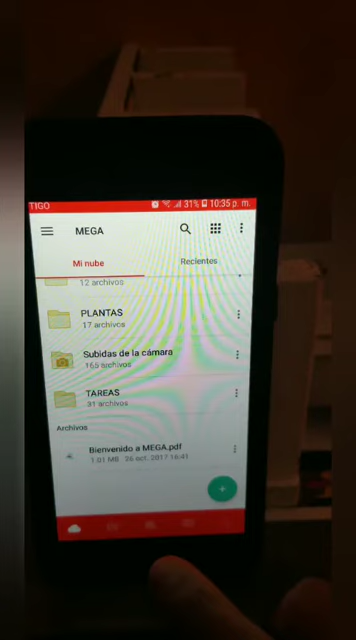 TIGO 31% 10:35 p. m.
MEGA
Mi nube Recientes
12 archivos
PLANTAS
17 archivos
Subidas de la cámara
165 archivos
TAREAS
31 archivos
Archivos
Bienvenido a MEGA.pdf
1.01 MB 26 oct. 2017 16:41